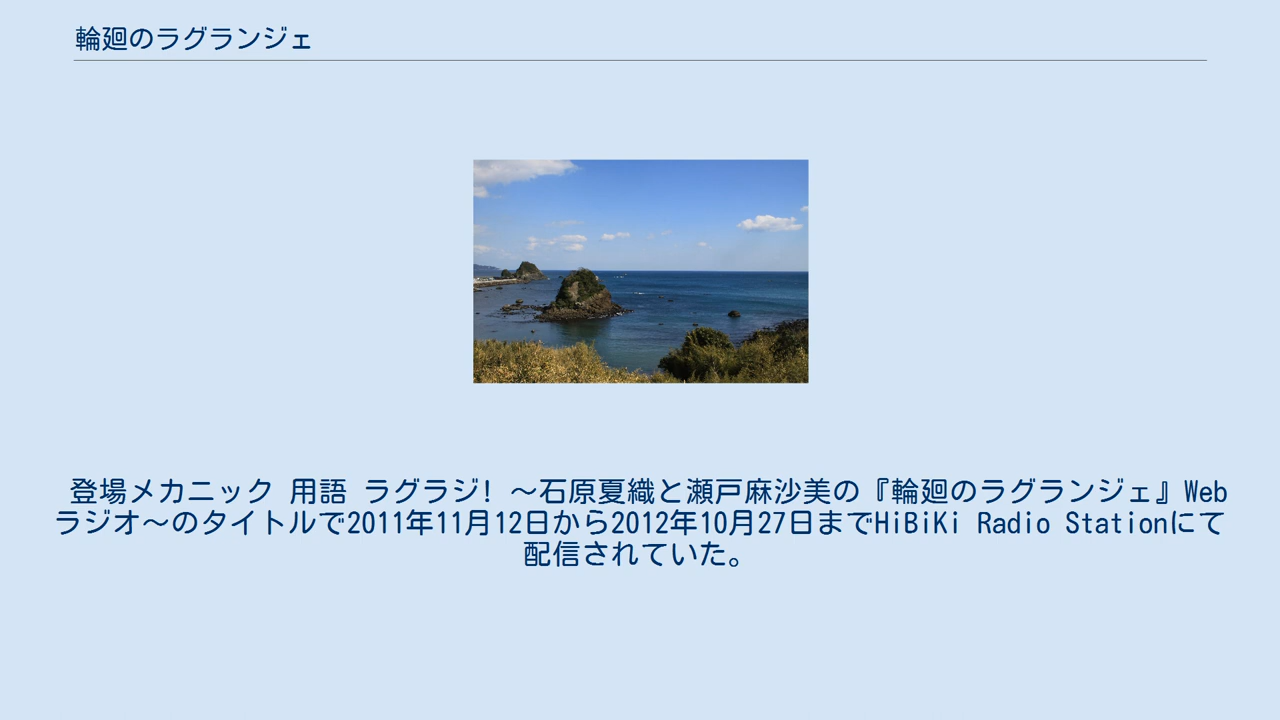 輪廻のラグランジェ
登場メカニック 用語 ラグラジ! 〜石原夏織と瀬戸麻沙美の『輪廻のラグランジェ』Web
ラジオ〜のタイトルで2011年11月12日から2012年10月27日までHiBiKi Radio Stationにて
配信されていた。